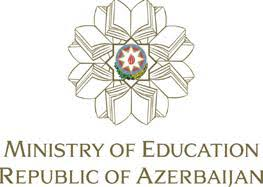 MINISTRY OF EDUCATION
REPUBLIC OF AZERBAIJAN